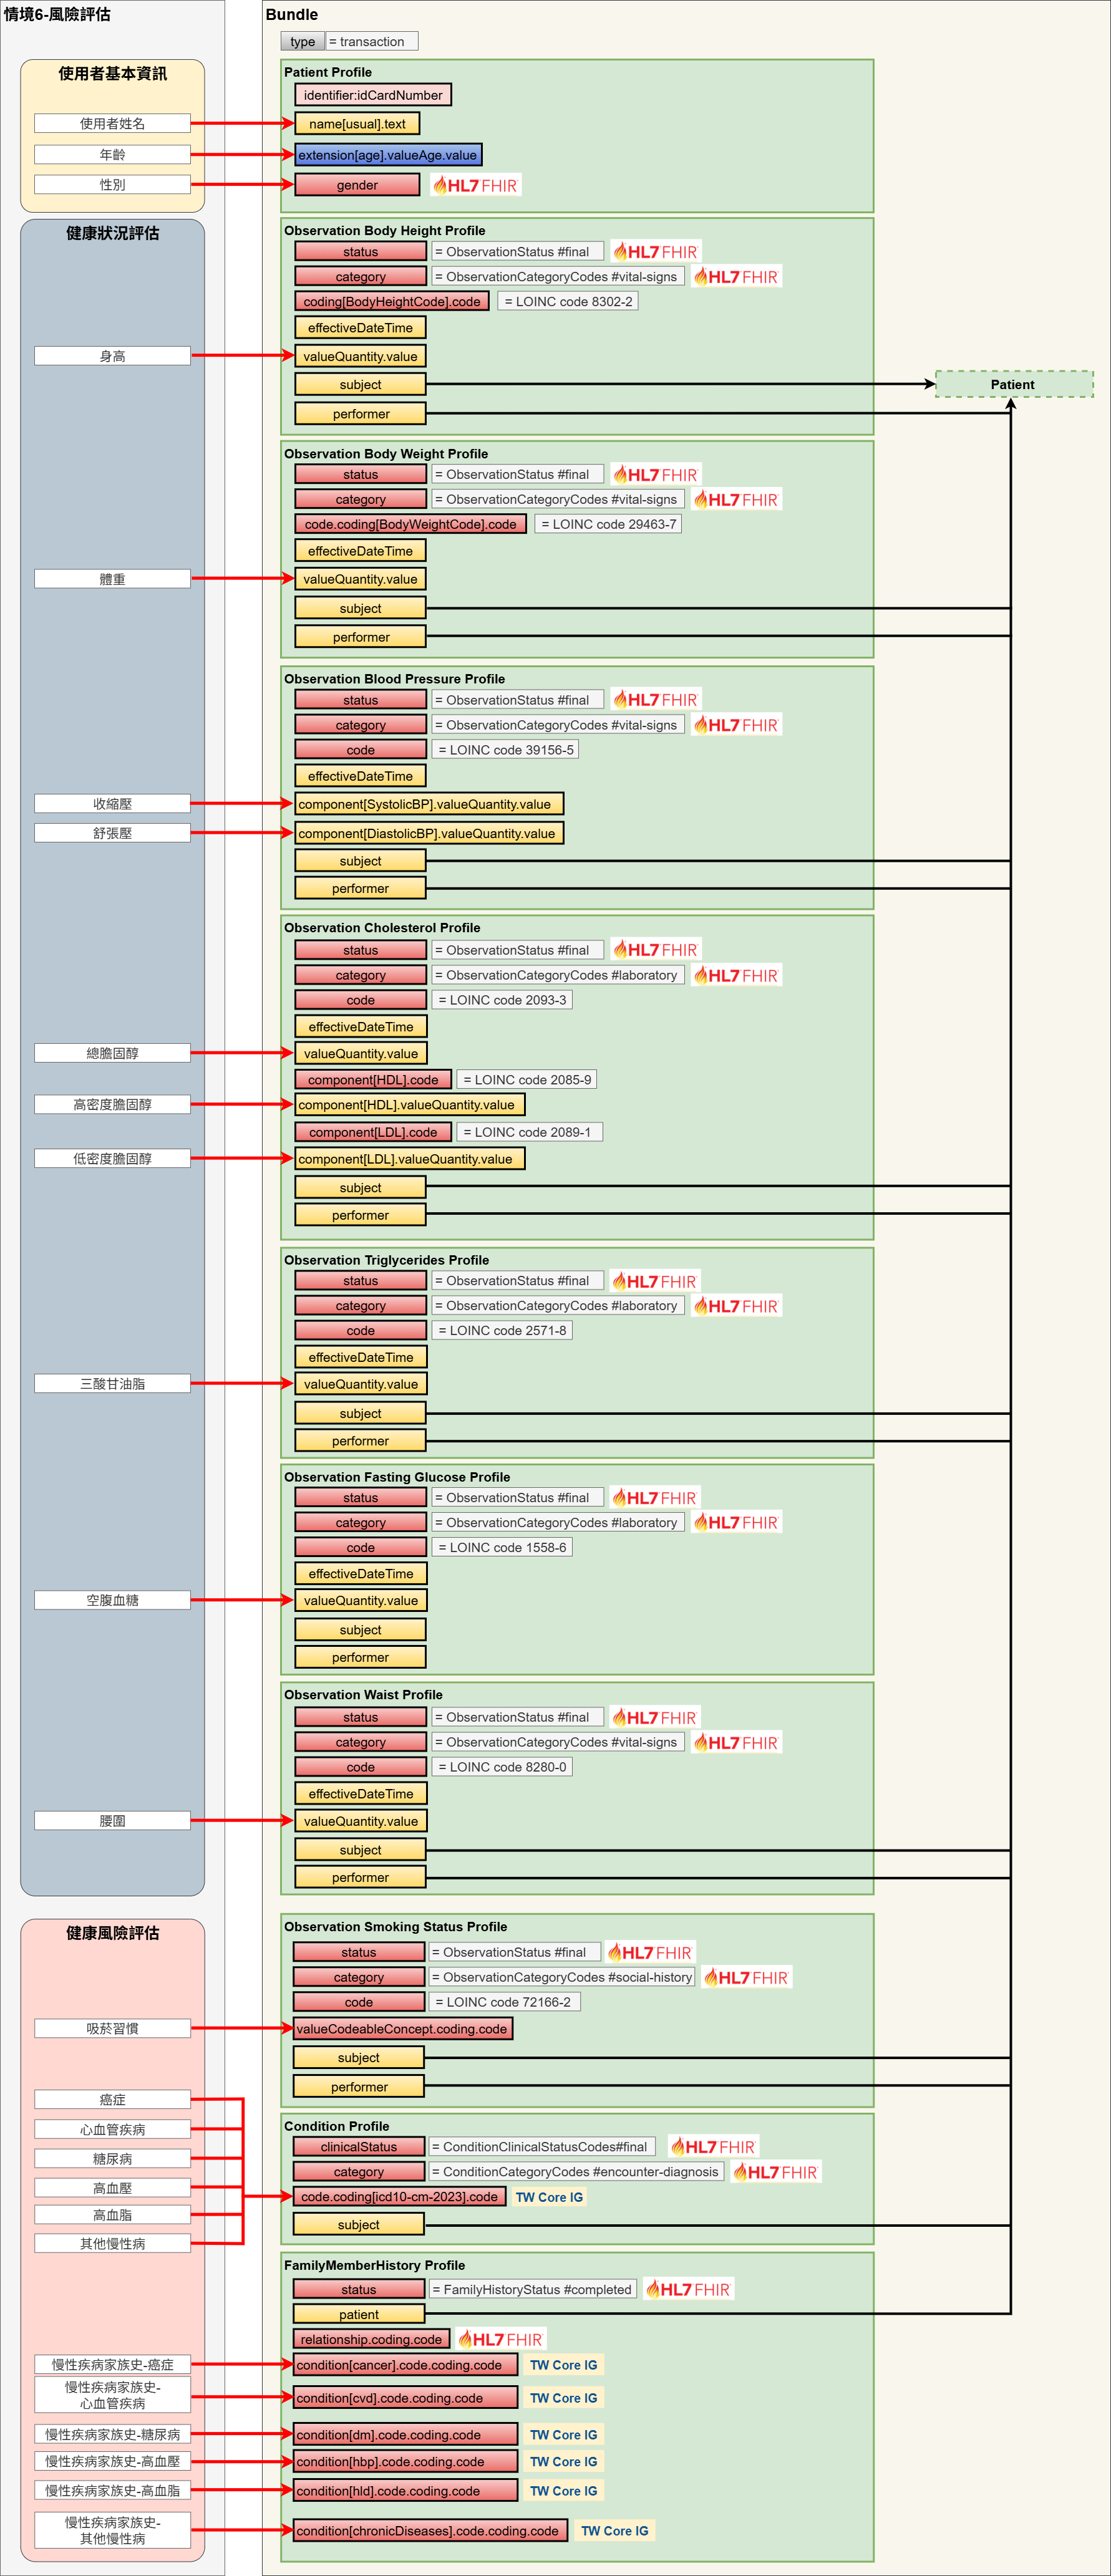 情境6-風險評估
使用者基本資訊
使用者姓名
年齡
性別
健康狀況評估
身高
體重
收縮壓
舒張壓
總膽固醇
高密度膽固醇
低密度膽固醇
三酸甘油脂
空腹血糖
腰圍
健康風險評估
吸菸習慣
癌症
心血管疾病
糖尿病
高血壓
高血脂
其他慢性病
慢性疾病家族史-癌症
慢性疾病家族史-
心血管疾病
慢性疾病家族史-糖尿病
慢性疾病家族史-高血壓
慢性疾病家族史-高血脂
慢性疾病家族史-
其他慢性病
Bundle
type = transaction
Patient Profile
identifier:idCardNumber
name[usual].text
extension[age].valueAge.value
gender HL7 FHIR
Observation Body Height Profile
status = ObservationStatus #final HL7 FHIR
category = ObservationCategoryCodes #vital-signs HL7 FHIR
coding[BodyHeightCode].code = LOINC code 8302-2
effectiveDateTime
valueQuantity.value
subject
Patient
performer
Observation Body Weight Profile
status = ObservationStatus #final HL7 FHIR
category = ObservationCategoryCodes #vital-signs HL7 FHIR
code.coding[BodyWeightCode].code = LOINC code 29463-7
effectiveDateTime
valueQuantity.value
subject
performer
Observation Blood Pressure Profile
status = ObservationStatus #final HL7 FHIR
category = ObservationCategoryCodes #vital-signs HL7 FHIR
code = LOINC code 39156-5
effectiveDateTime
component[SystolicBP].valueQuantity.value
component[DiastolicBP].valueQuantity.value
subject
performer
Observation Cholesterol Profile
status = ObservationStatus #final HL7 FHIR
category = ObservationCategoryCodes #laboratory HL7 FHIR
code = LOINC code 2093-3
effectiveDateTime
valueQuantity.value
component[HDL].code = LOINC code 2085-9
component[HDL].valueQuantity.value
component[LDL].code = LOINC code 2089-1
component[LDL].valueQuantity.value
subject
performer
Observation Triglycerides Profile
status = ObservationStatus #final HL7 FHIR
category = ObservationCategoryCodes #laboratory HL7 FHIR
code = LOINC code 2571-8
effectiveDateTime
valueQuantity.value
subject
performer
Observation Fasting Glucose Profile
status = ObservationStatus #final HL7 FHIR
category = ObservationCategoryCodes #laboratory HL7 FHIR
code = LOINC code 1558-6
effectiveDateTime
valueQuantity.value
subject
performer
Observation Waist Profile
status = ObservationStatus #final HL7 FHIR
category = ObservationCategoryCodes #vital-signs HL7 FHIR
code = LOINC code 8280-0
effectiveDateTime
valueQuantity.value
subject
performer
Observation Smoking Status Profile
status = ObservationStatus #final HL7 FHIR
category = ObservationCategoryCodes #social-history HL7 FHIR
code = LOINC code 72166-2
valueCodeableConcept.coding.code
subject
performer
Condition Profile
clinicalStatus = ConditionClinicalStatusCodes#final HL7 FHIR
category = ConditionCategoryCodes #encounter-diagnosis HL7 FHIR
code.coding[icd10-cm-2023].code TW Core IG
subject
FamilyMemberHistory Profile
status = FamilyHistoryStatus #completed HL7 FHIR
patient
relationship.coding.code HL7 FHIR
condition[cancer].code.coding.code TW Core IG
condition[cvd].code.coding.code TW Core IG
condition[dm].code.coding.code TW Core IG
condition[hbp].code.coding.code TW Core IG
condition[hld].code.coding.code TW Core IG
condition[chronicDiseases].code.coding.code TW Core IG